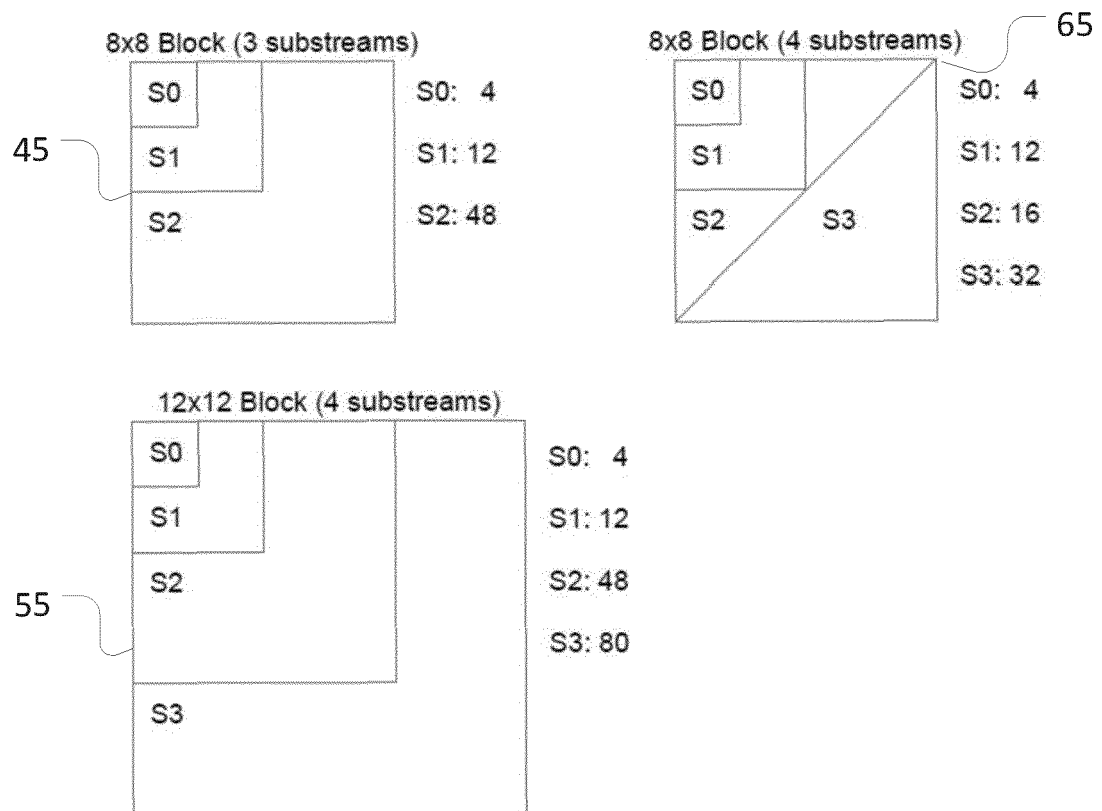 8x8 Block (3 substreams)
S0
S1
S2
S0: 4
S1: 12
S2: 48
45
8x8 Block (4 substreams)
65
S0
S1
S2
S3
S0: 4
S1: 12
S2: 16
S3: 32
12x12 Block (4 substreams)
S0
S1
S2
S3
S0: 4
S1: 12
S2: 48
S3: 80
55